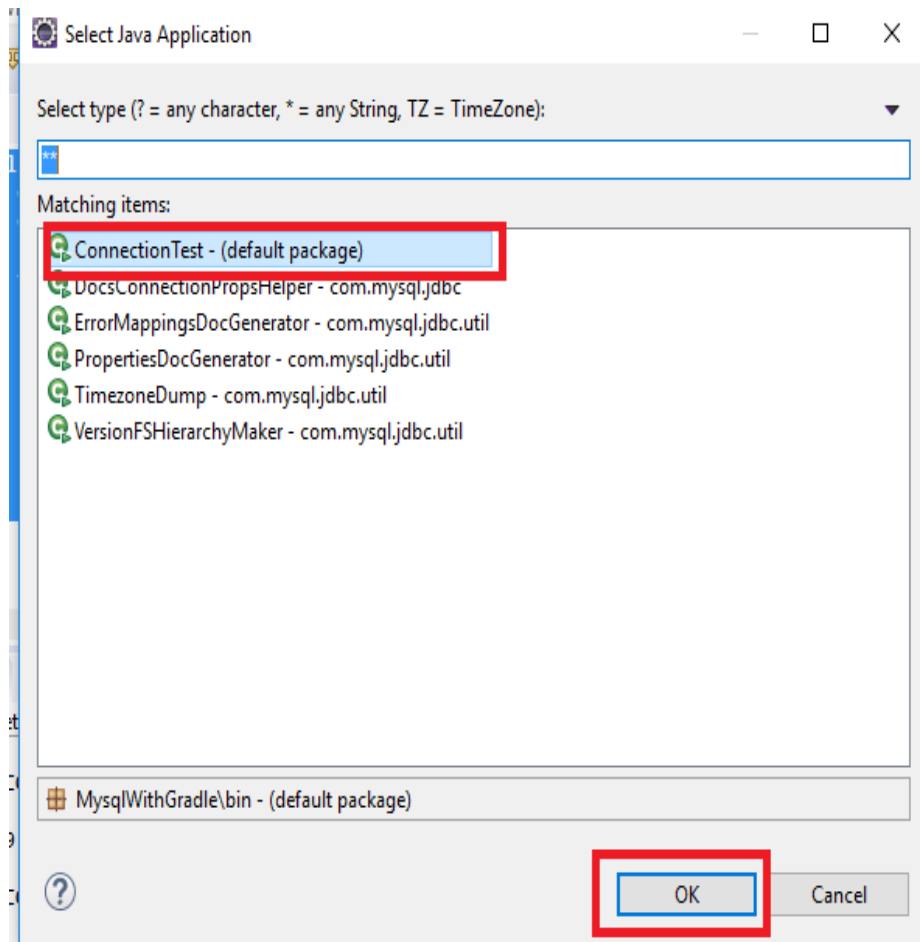 Select Java Application
Select type (? = any character, * = any String, TZ = TimeZone):
**
Matching items:
ConnectionTest - (default package)
DocsConnectionPropsHelper - com.mysql.jdbc
ErrorMappingsDocGenerator - com.mysql.jdbc.util
PropertiesDocGenerator - com.mysql.jdbc.util
TimezoneDump - com.mysql.jdbc.util
VersionFSHierarchyMaker - com.mysql.jdbc.util
MysqlWithGradle\bin - (default package)
OK Cancel